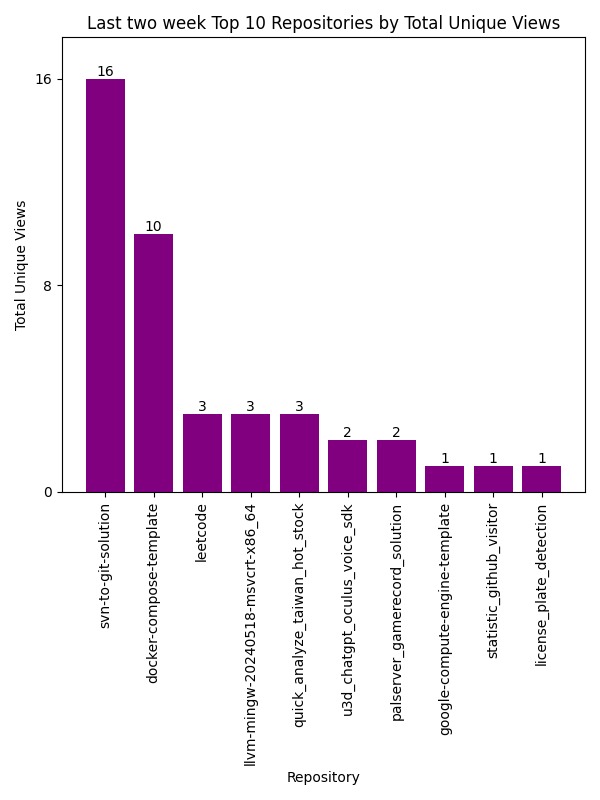 Last two week Top 10 Repositories by Total Unique Views
Total Unique Views
16
8
0
16
10
3
3
3
2
2
1
1
1
svn-to-git-solution
docker-compose-template
leetcode
llvm-mingw-20240518-msvcrt-x86_64
quick_analyze_taiwan_hot_stock
u3d_chatgpt_oculus_voice_sdk
palserver_gamerecord_solution
google-compute-engine-template
statistic_github_visitor
license_plate_detection
Repository